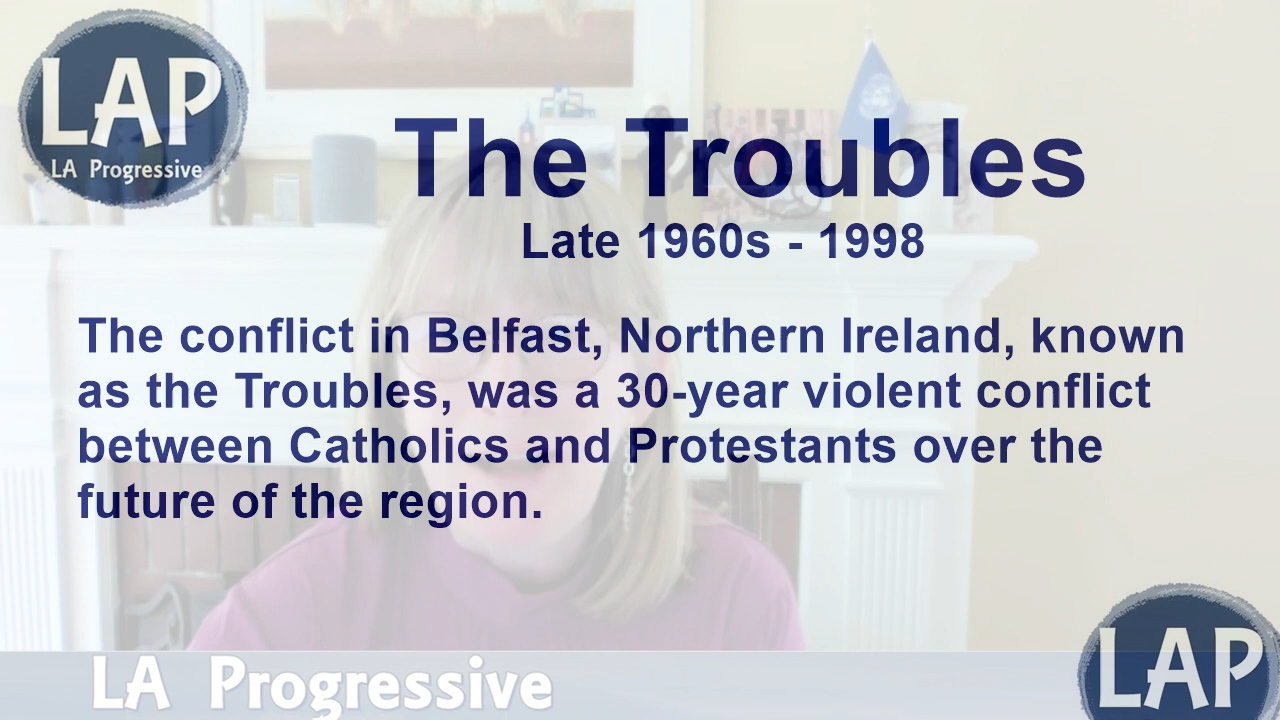 LAP
LA Progressive
The Troubles
Late 1960s - 1998
The conflict in Belfast, Northern Ireland, known
as the Troubles, was a 30-year violent conflict
between Catholics and Protestants over the
future of the region.
LA Progressive
LAP